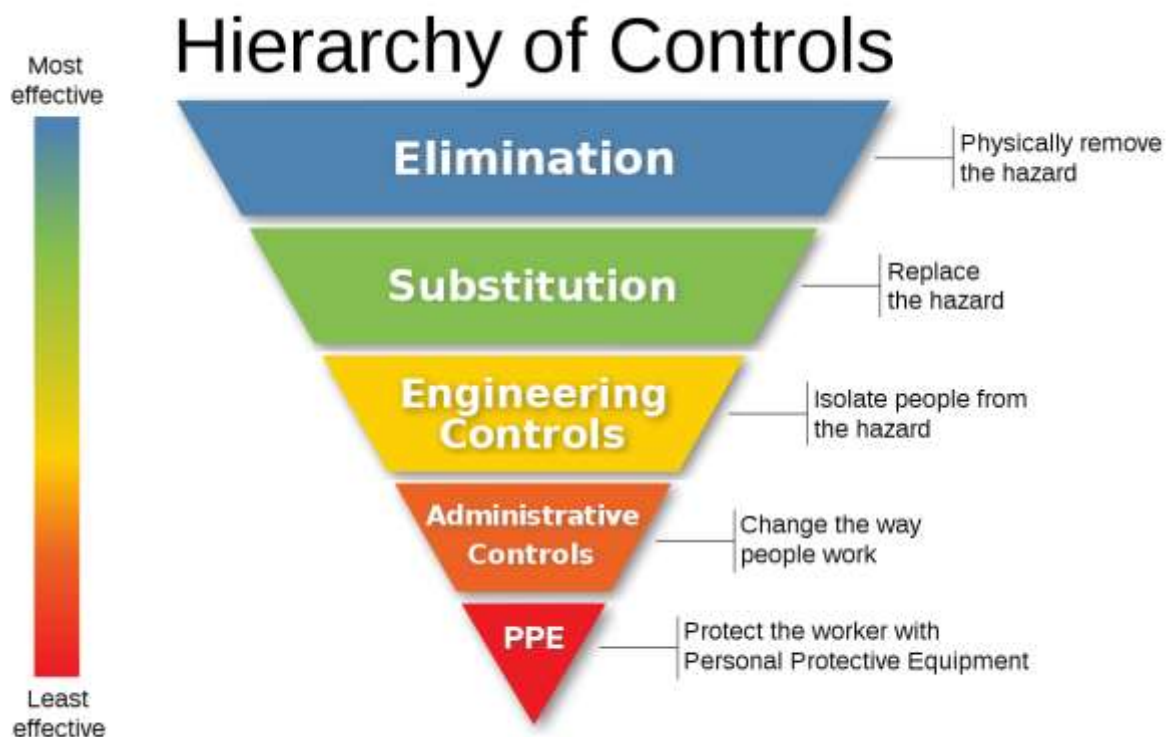 Hierarchy of Controls
Most
effective
Elimination
Physically remove
the hazard
Substitution
Replace
the hazard
Engineering
Controls
Isolate people from
the hazard
Administrative
Controls
Change the way
people work
PPE
Protect the worker with
Personal Protective Equipment
Least
effective